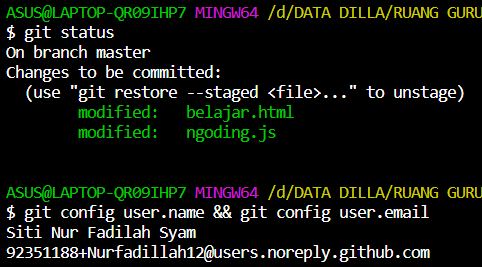 ASUS@LAPTOP-QR09IHP7 MINGW64 /d/DATA DILLA/RUANG GURU
$ git status
On branch master
Changes to be committed:
  (use "git restore --staged <file>..." to unstage)
        modified:   belajar.html
        modified:   ngoding.js
ASUS@LAPTOP-QR09IHP7 MINGW64 /d/DATA DILLA/RUANG GURU
$ git config user.name && git config user.email
Siti Nur Fadilah Syam
92351188+Nurfadillah12@users.noreply.github.com